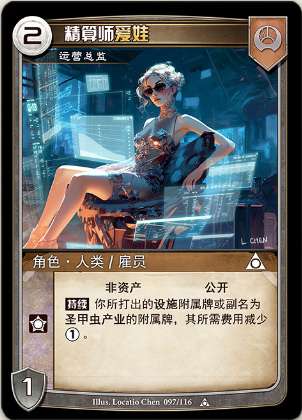 2
精算师爱娃
运营总监
L CHEN
角色·人类/雇员
非资产 公开
持续 你所打出的设施附属牌或副名为
圣甲虫产业的附属牌,其所需费用减少
①。
1
Illus. Locatio Chen 097/116